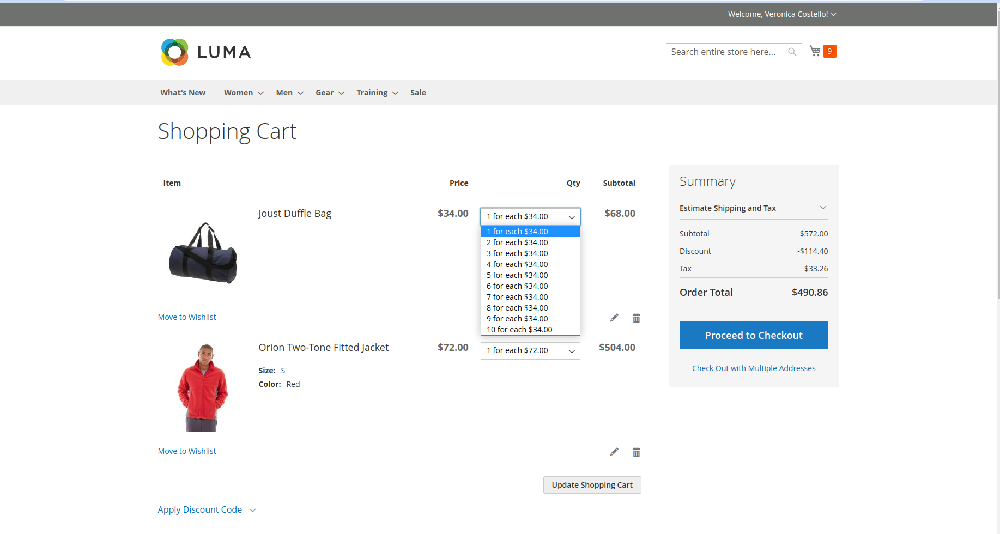 Welcome, Veronica Costello!
LUMA
Search entire store here...
9
What's New Women Men Gear Training Sale
Shopping Cart
Item Price Qty Subtotal
Joust Duffle Bag $34.00 1 for each $34.00 $68.00
1 for each $34.00
2 for each $34.00
3 for each $34.00
4 for each $34.00
5 for each $34.00
6 for each $34.00
7 for each $34.00
8 for each $34.00
9 for each $34.00
10 for each $34.00
Move to Wishlist
Orion Two-Tone Fitted Jacket $72.00 1 for each $72.00 $504.00
Size: S
Color: Red
Move to Wishlist
Update Shopping Cart
Apply Discount Code
Summary
Estimate Shipping and Tax
Subtotal $572.00
Discount -$114.40
Tax $33.26
Order Total $490.86
Proceed to Checkout
Check Out with Multiple Addresses